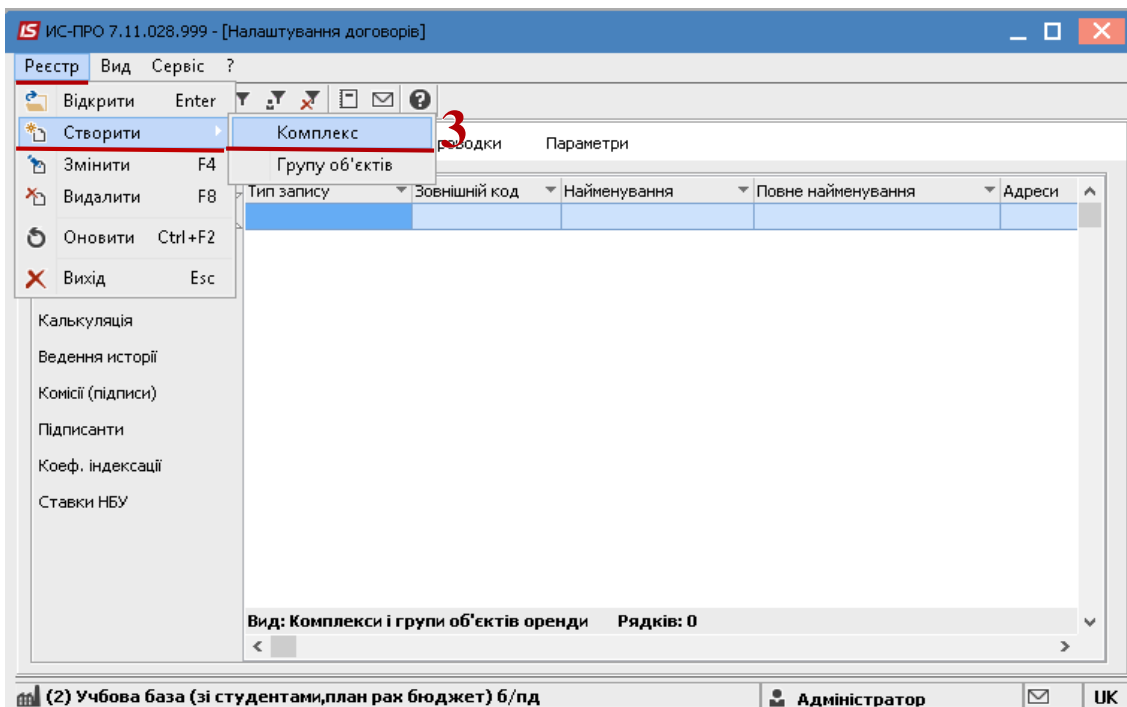 ИС-ПРО 7.11.028.999 - [Налаштування договорів]
Реєстр Вид Сервіс ?
Відкрити Enter
Створити Комплекс 3 роводки Параметри
Змінити F4 Групу об'єктів
Видалити F8 Тип запису Зовнішній код Найменування Повне найменування Адреси
Оновити Ctrl+F2
Вихід Esc
Калькуляція
Ведення історії
Комісії (підписи)
Підписанти
Коеф. індексації
Ставки НБУ
Вид: Комплекси і групи об'єктів оренди Рядків: 0
(2) Учбова база (зі студентами,план рах бюджет) б/пд Адміністратор UK